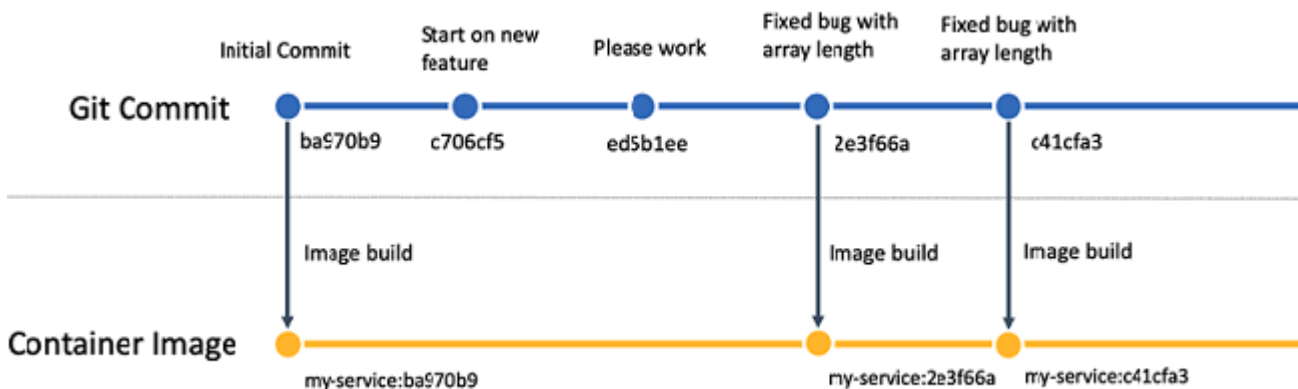 Initial Commit
Start on new
feature
Please work
Fixed bug with
array length
Fixed bug with
array length
Git Commit
ba970b9
c706cf5
ed5b1ee
2e3f66a
c41cfa3
Image build
Image build
Image build
Container Image
my-service:ba970b9
my-service:2e3f66a
my-service:c41cfa3